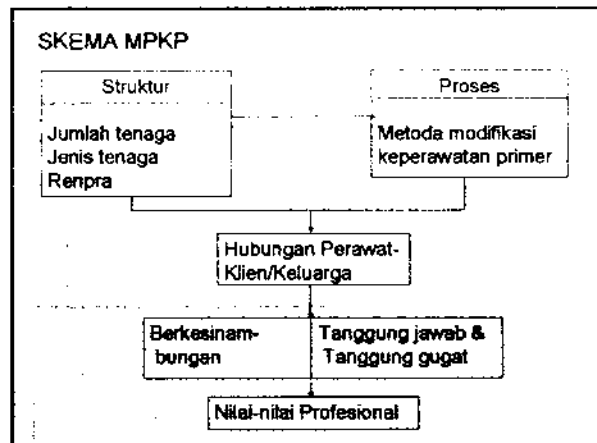 SKEMA MPKP
Struktur
Jumlah tenaga
Jenis tenaga
Renpra
Proses
Metoda modifikasi
keperawatan primer
Hubungan Perawat-
Klien/Keluarga
Berkesinam-
bungan
Tanggung jawab &
Tanggung gugat
Nilai-nilai Profesional